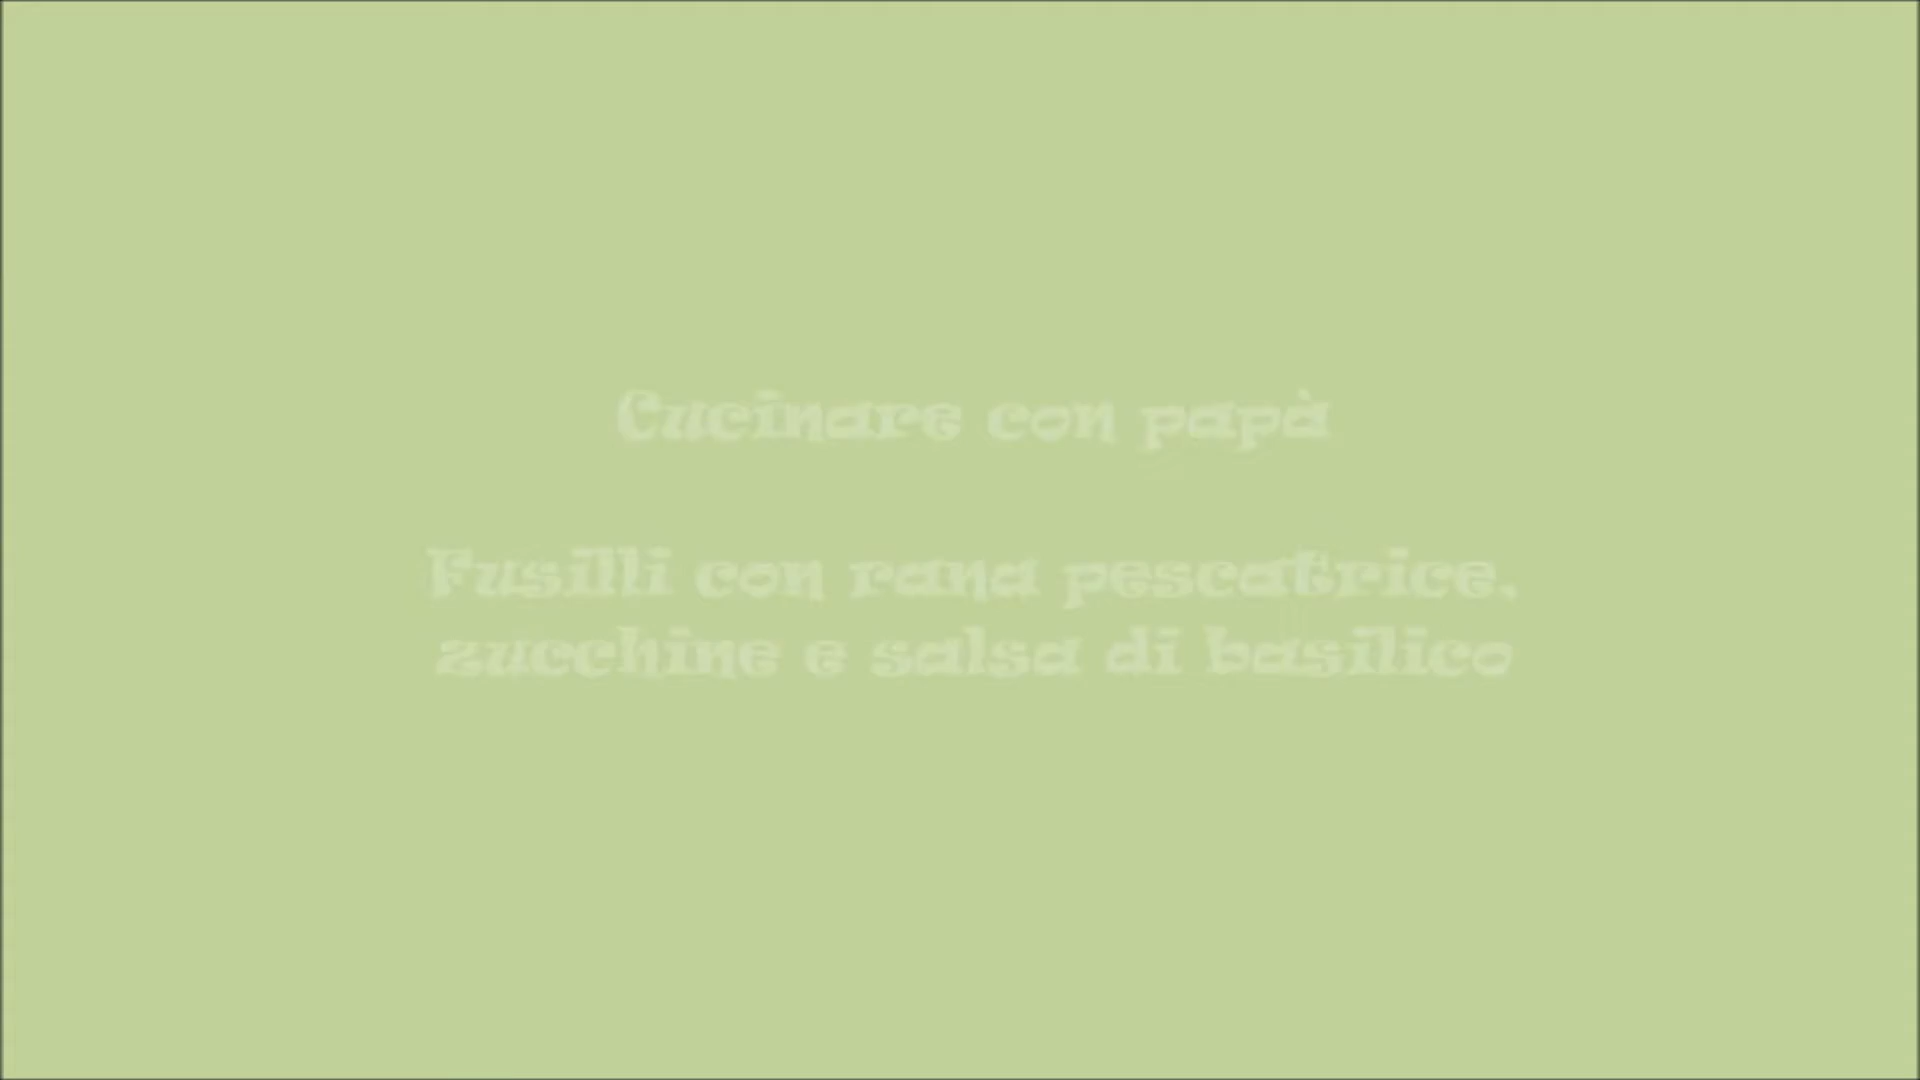 Cucinare con papà
Fusilli con rana pescatrice,
zucchine e salsa di basilico